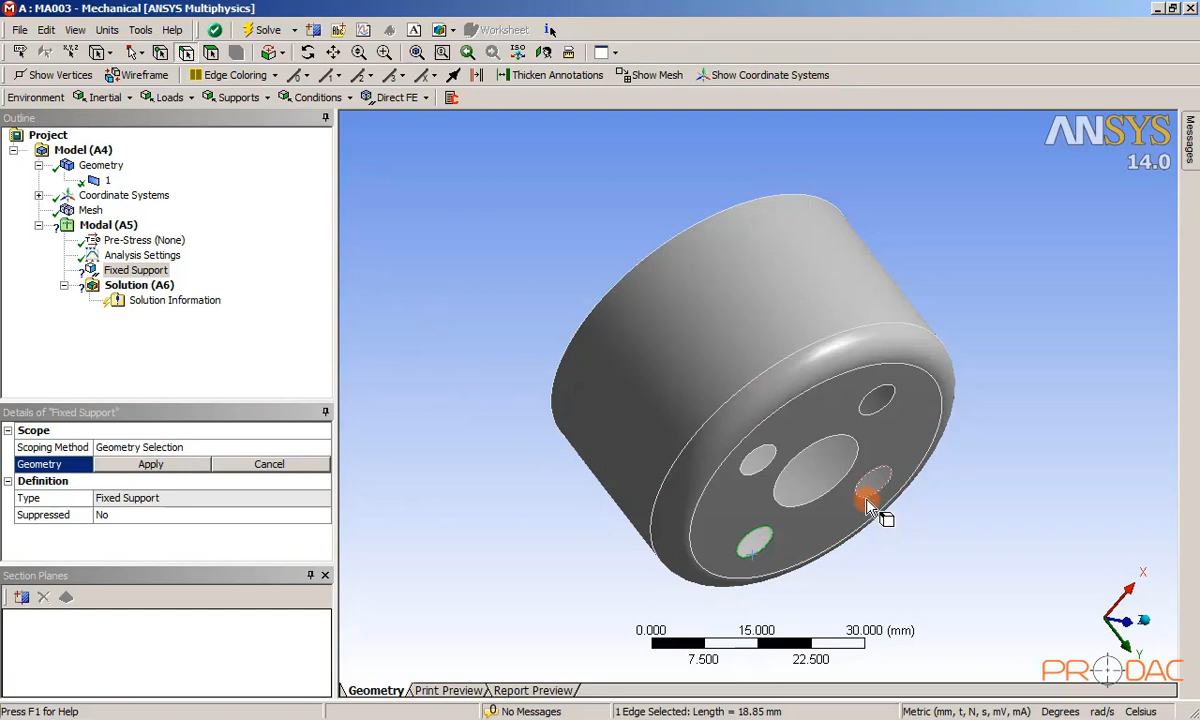 A : MA003 - Mechanical [ANSYS Multiphysics]
File Edit View Units Tools Help Solve Worksheet
Show Vertices Wireframe Edge Coloring Thicken Annotations Show Mesh Show Coordinate Systems
Environment Inertial Loads Supports Conditions Direct FE
Outline
Project
Model (A4)
Geometry
1
Coordinate Systems
Mesh
Modal (A5)
Pre-Stress (None)
Analysis Settings
Fixed Support
Solution (A6)
Solution Information
Details of "Fixed Support"
Scope
Scoping Method Geometry Selection
Geometry Apply Cancel
Definition
Type Fixed Support
Suppressed No
Section Planes
ANSYS
14.0
Messages
0.000 15.000 30.000 (mm)
7.500 22.500
X
Z
Y
PRODAC
Geometry Print Preview Report Preview
Press F1 for Help No Messages 1 Edge Selected: Length = 18.85 mm Metric (mm, t, N, s, mV, mA) Degrees rad/s Celsius